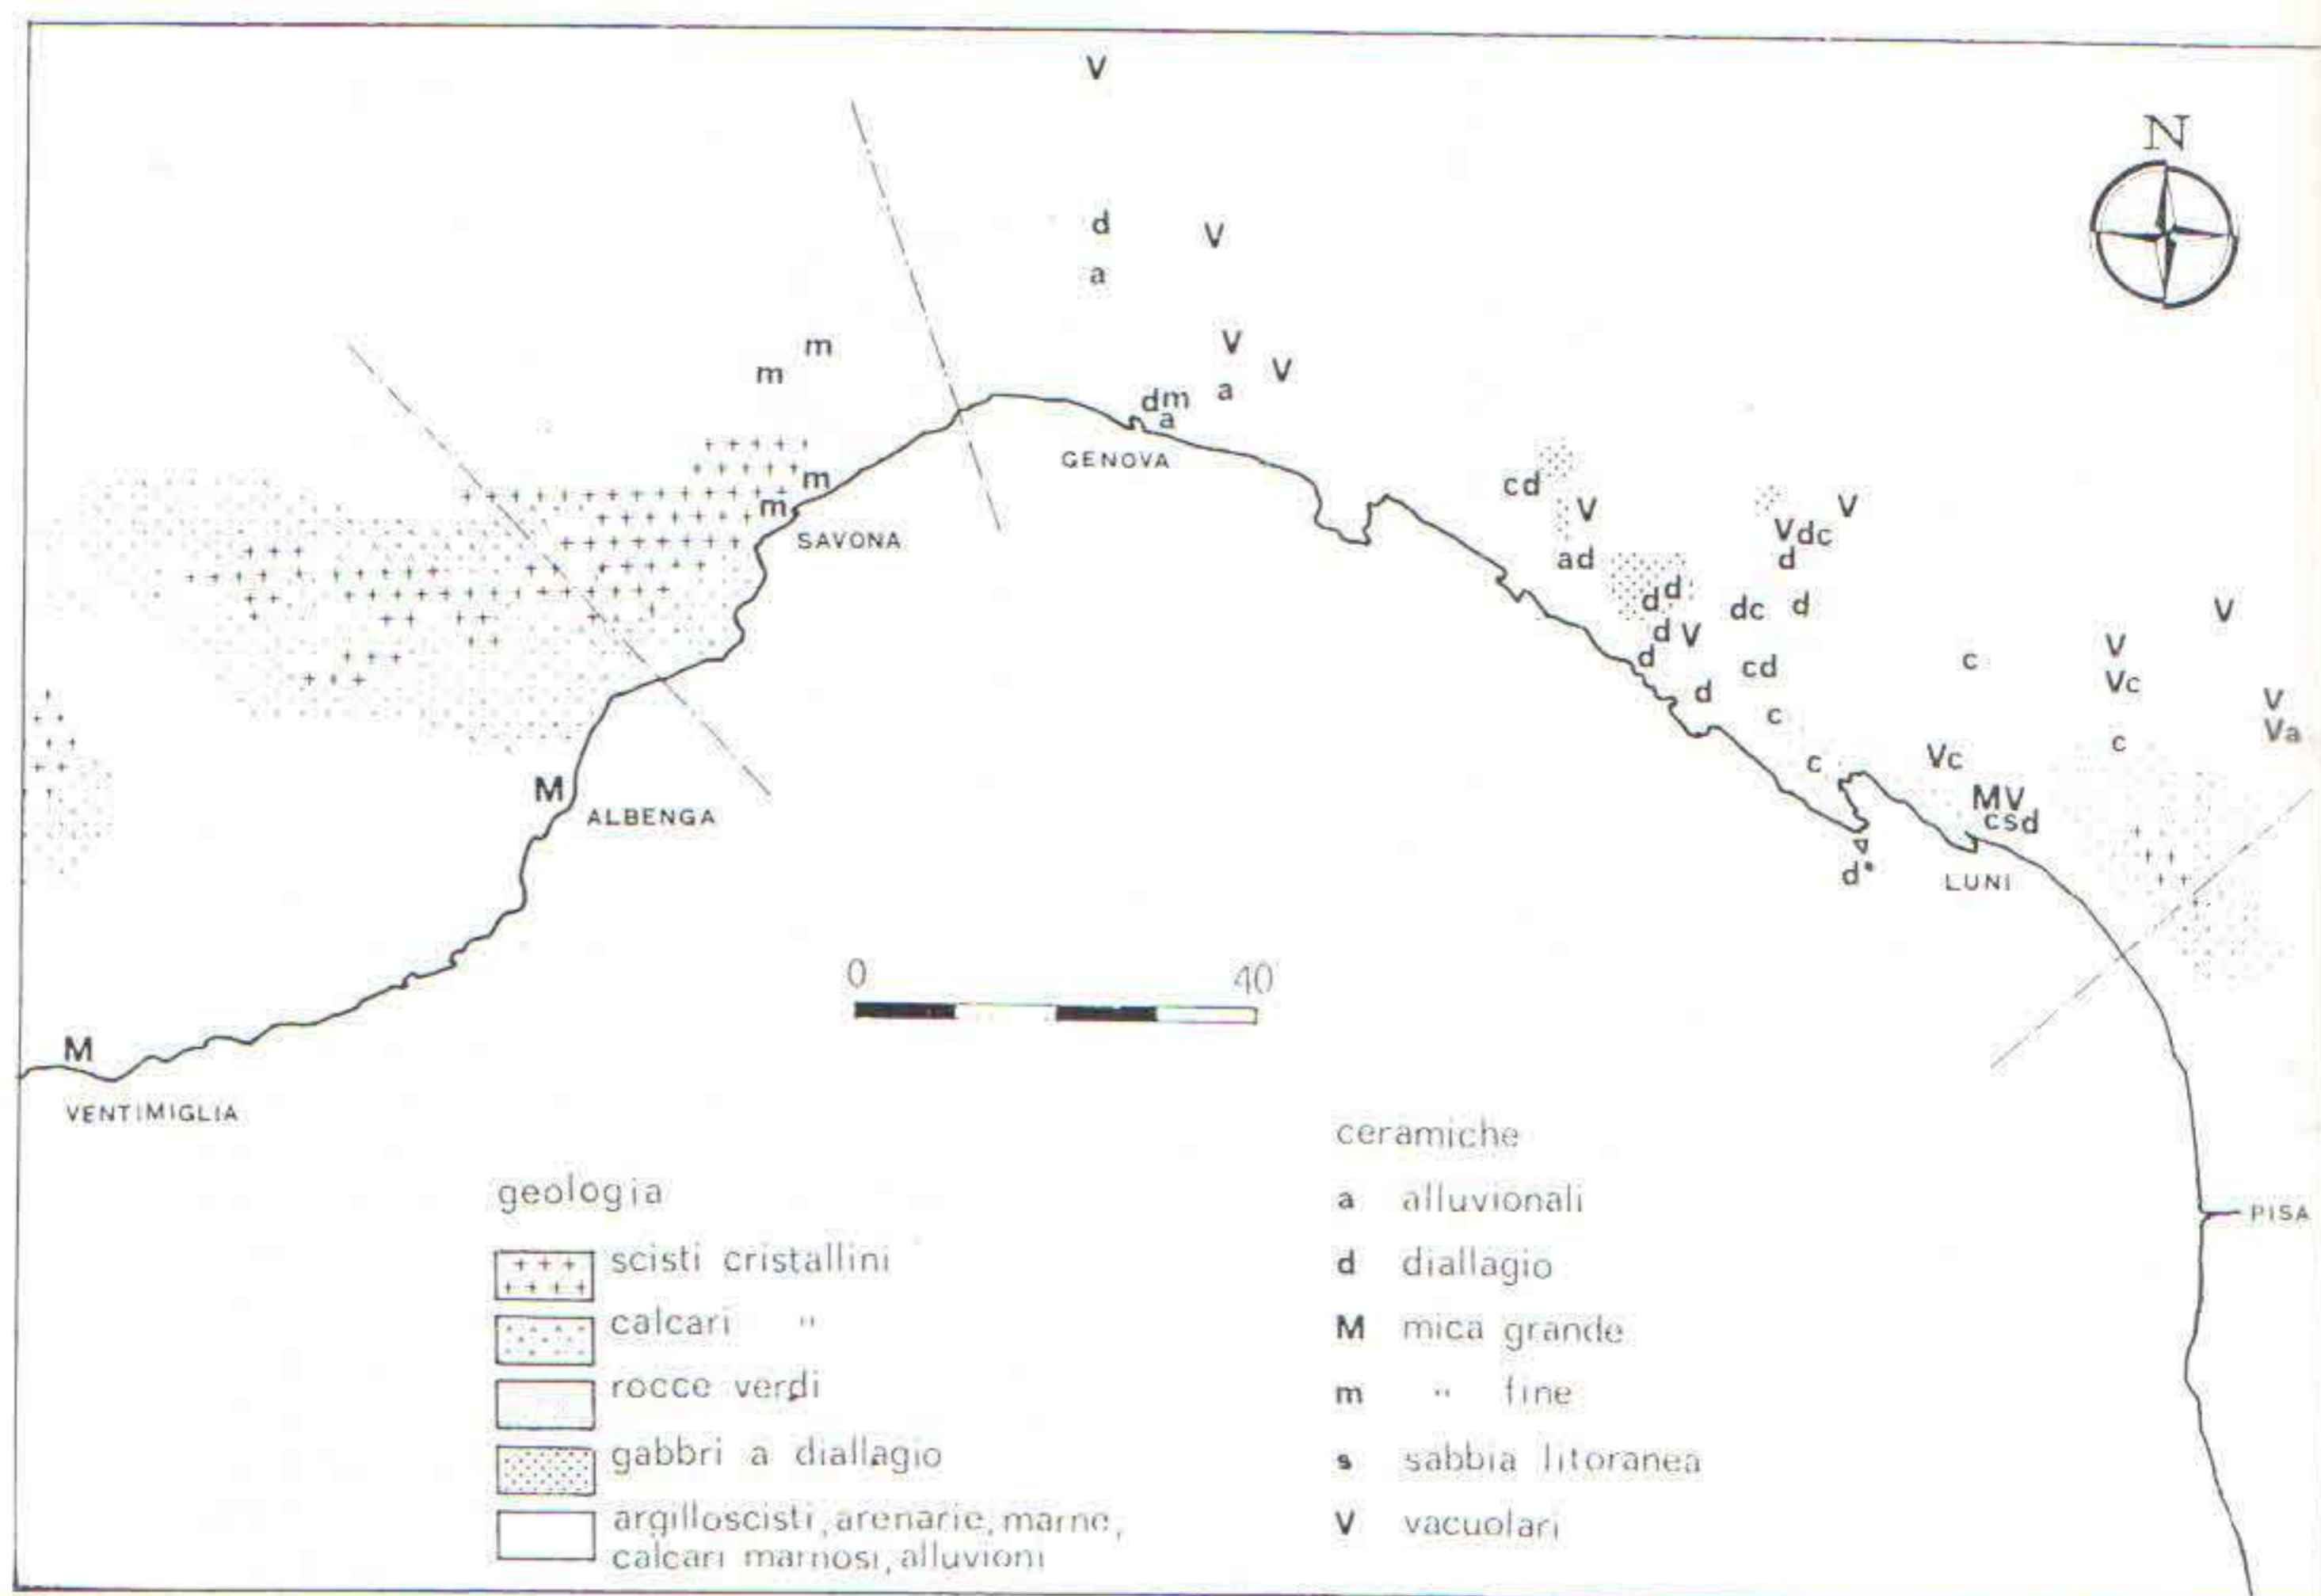 V
N
d
V
a
m
V
m
V
dm
a
a
GENOVA
cd
V
m
V
m
Vdc
SAVONA
ad
d
dd
dc
d
V
dV
V
d
cd
c
Vc
d
V
c
Va
c
c
Vc
M
MV
ALBENGA
csd
d
LUNI
0
40
M
VENTIMIGLIA
PISA
geologia
scisti cristallini
calcari "
rocce verdi
gabbri a diallagio
argilloscisti, arenarie, marne,
calcari marnosi, alluvioni
ceramiche
a alluvionali
d diallagio
M mica grande
m " fine
s sabbia litoranea
V vacuolari